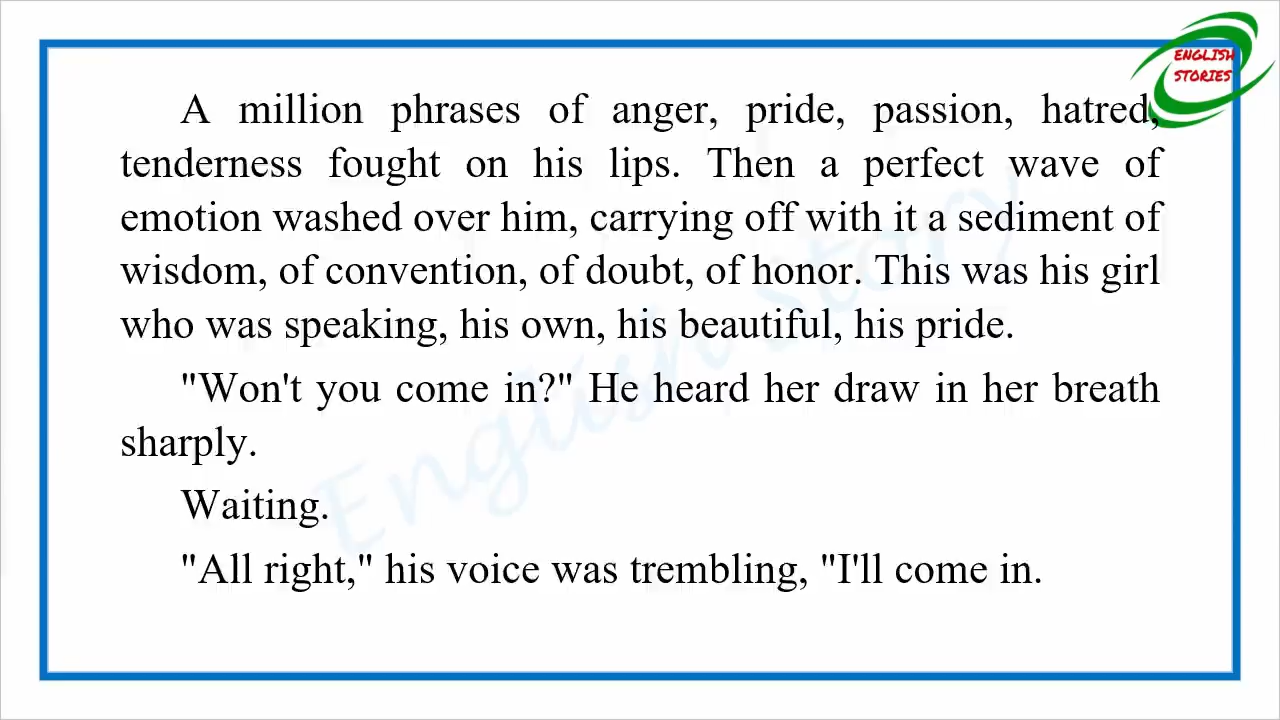 ENGLISH
STORIES
A million phrases of anger, pride, passion, hatred,
tenderness fought on his lips. Then a perfect wave of
emotion washed over him, carrying off with it a sediment of
wisdom, of convention, of doubt, of honor. This was his girl
who was speaking, his own, his beautiful, his pride.
"Won't you come in?" He heard her draw in her breath
sharply.
Waiting.
"All right," his voice was trembling, "I'll come in.
English Story